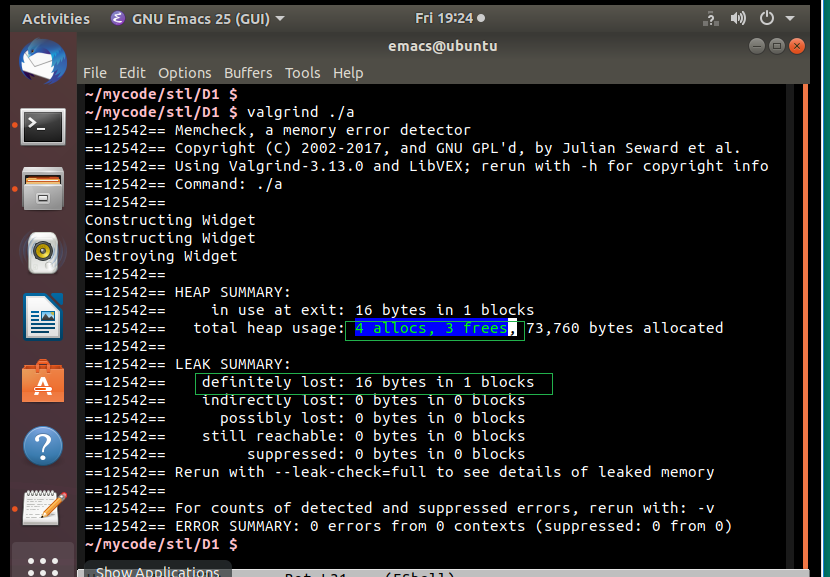 Activities GNU Emacs 25 (GUI) Fri 19:24
emacs@ubuntu
File Edit Options Buffers Tools Help
~/mycode/stl/D1 $
~/mycode/stl/D1 $ valgrind ./a
==12542== Memcheck, a memory error detector
==12542== Copyright (C) 2002-2017, and GNU GPL'd, by Julian Seward et al.
==12542== Using Valgrind-3.13.0 and LibVEX; rerun with -h for copyright info
==12542== Command: ./a
==12542==
Constructing Widget
Constructing Widget
Destroying Widget
==12542==
==12542== HEAP SUMMARY:
==12542==     in use at exit: 16 bytes in 1 blocks
==12542==   total heap usage: 4 allocs, 3 frees, 73,760 bytes allocated
==12542==
==12542== LEAK SUMMARY:
==12542==    definitely lost: 16 bytes in 1 blocks
==12542==    indirectly lost: 0 bytes in 0 blocks
==12542==      possibly lost: 0 bytes in 0 blocks
==12542==    still reachable: 0 bytes in 0 blocks
==12542==         suppressed: 0 bytes in 0 blocks
==12542== Rerun with --leak-check=full to see details of leaked memory
==12542==
==12542== For counts of detected and suppressed errors, rerun with: -v
==12542== ERROR SUMMARY: 0 errors from 0 contexts (suppressed: 0 from 0)
~/mycode/stl/D1 $
Show Applications